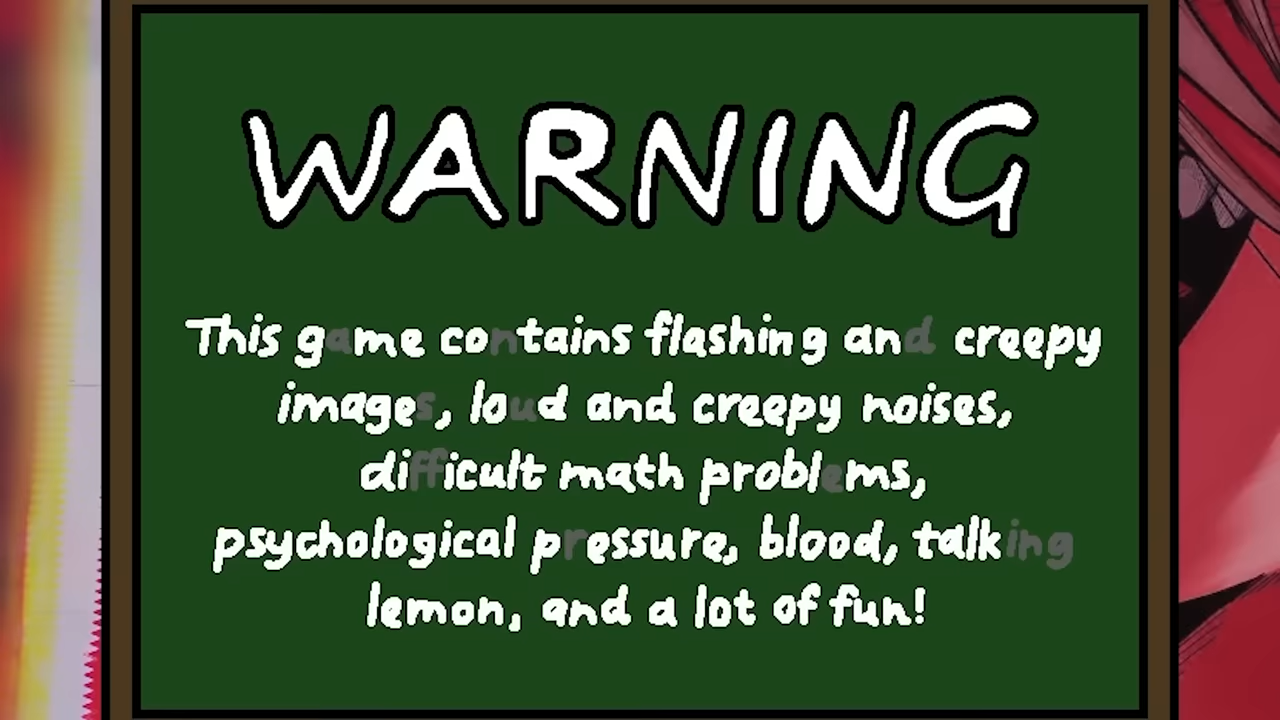 WARNING
This game contains flashing and creepy
images, loud and creepy noises,
difficult math problems,
psychological pressure, blood, talking
lemon, and a lot of fun!